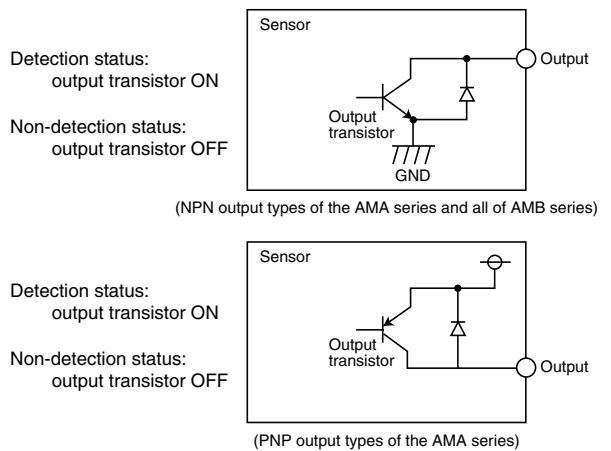 Sensor
Detection status:
output transistor ON
Non-detection status:
output transistor OFF
Output
transistor
GND
Output
(NPN output types of the AMA series and all of AMB series)
Sensor
Detection status:
output transistor ON
Non-detection status:
output transistor OFF
Output
transistor
Output
(PNP output types of the AMA series)